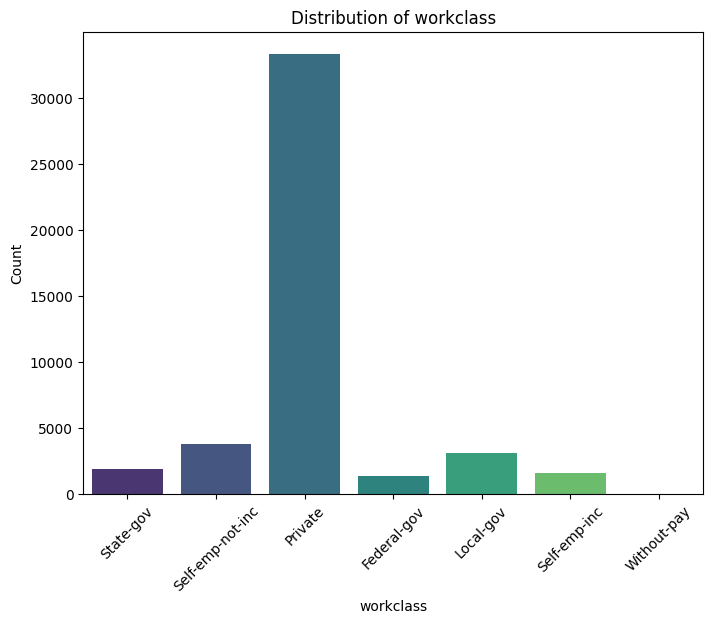 Distribution of workclass
Count
30000
25000
20000
15000
10000
5000
0
State-gov
Self-emp-not-inc
Private
Federal-gov
Local-gov
Self-emp-inc
Without-pay
workclass